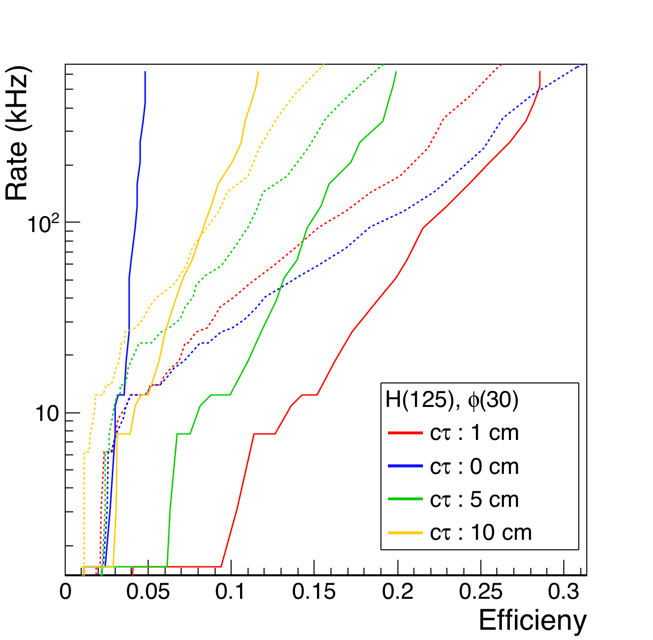 Rate (kHz)
10²
10
H(125), ϕ(30)
cτ : 1 cm
cτ : 0 cm
cτ : 5 cm
cτ : 10 cm
0 0.05 0.1 0.15 0.2 0.25 0.3
Efficieny